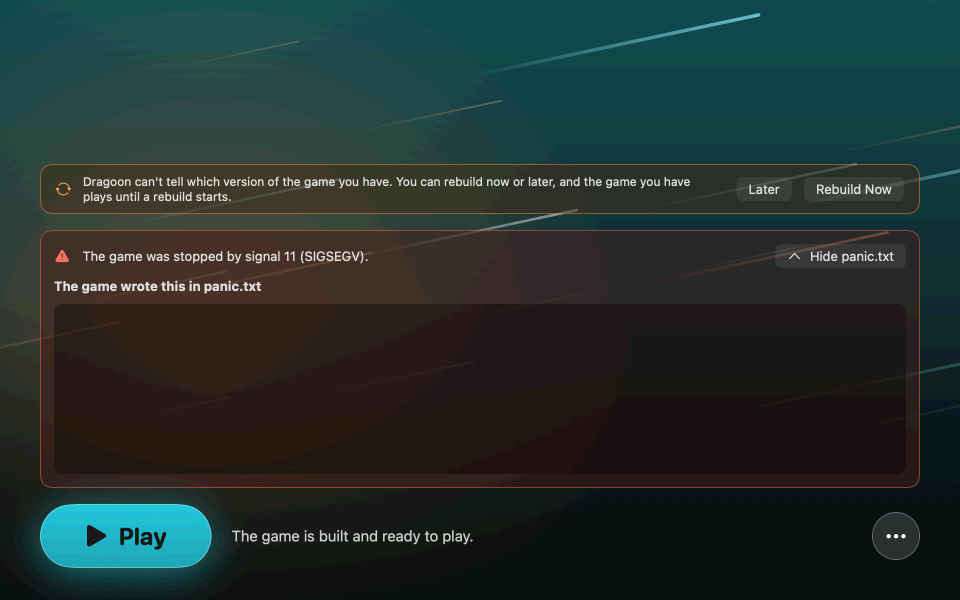 Dragoon can't tell which version of the game you have. You can rebuild now or later, and the game you have
plays until a rebuild starts.
Later
Rebuild Now
The game was stopped by signal 11 (SIGSEGV).
Hide panic.txt
The game wrote this in panic.txt
Play
The game is built and ready to play.